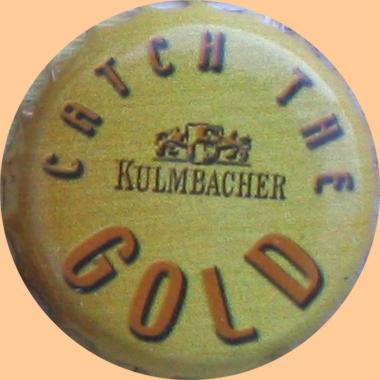 CATCH THE
KULMBACHER
GOLD